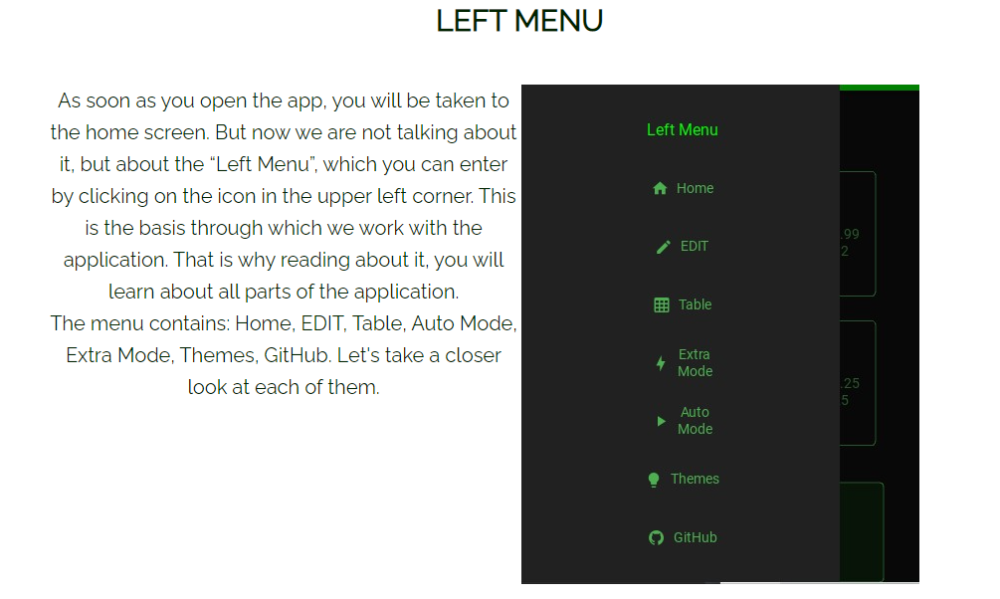 LEFT MENU
As soon as you open the app, you will be taken to
the home screen. But now we are not talking about
it, but about the “Left Menu”, which you can enter
by clicking on the icon in the upper left corner. This
is the basis through which we work with the
application. That is why reading about it, you will
learn about all parts of the application.
The menu contains: Home, EDIT, Table, Auto Mode,
Extra Mode, Themes, GitHub. Let's take a closer
look at each of them.
Left Menu
Home
EDIT
Table
Extra
Mode
Auto
Mode
Themes
GitHub
.99
2
.25
5